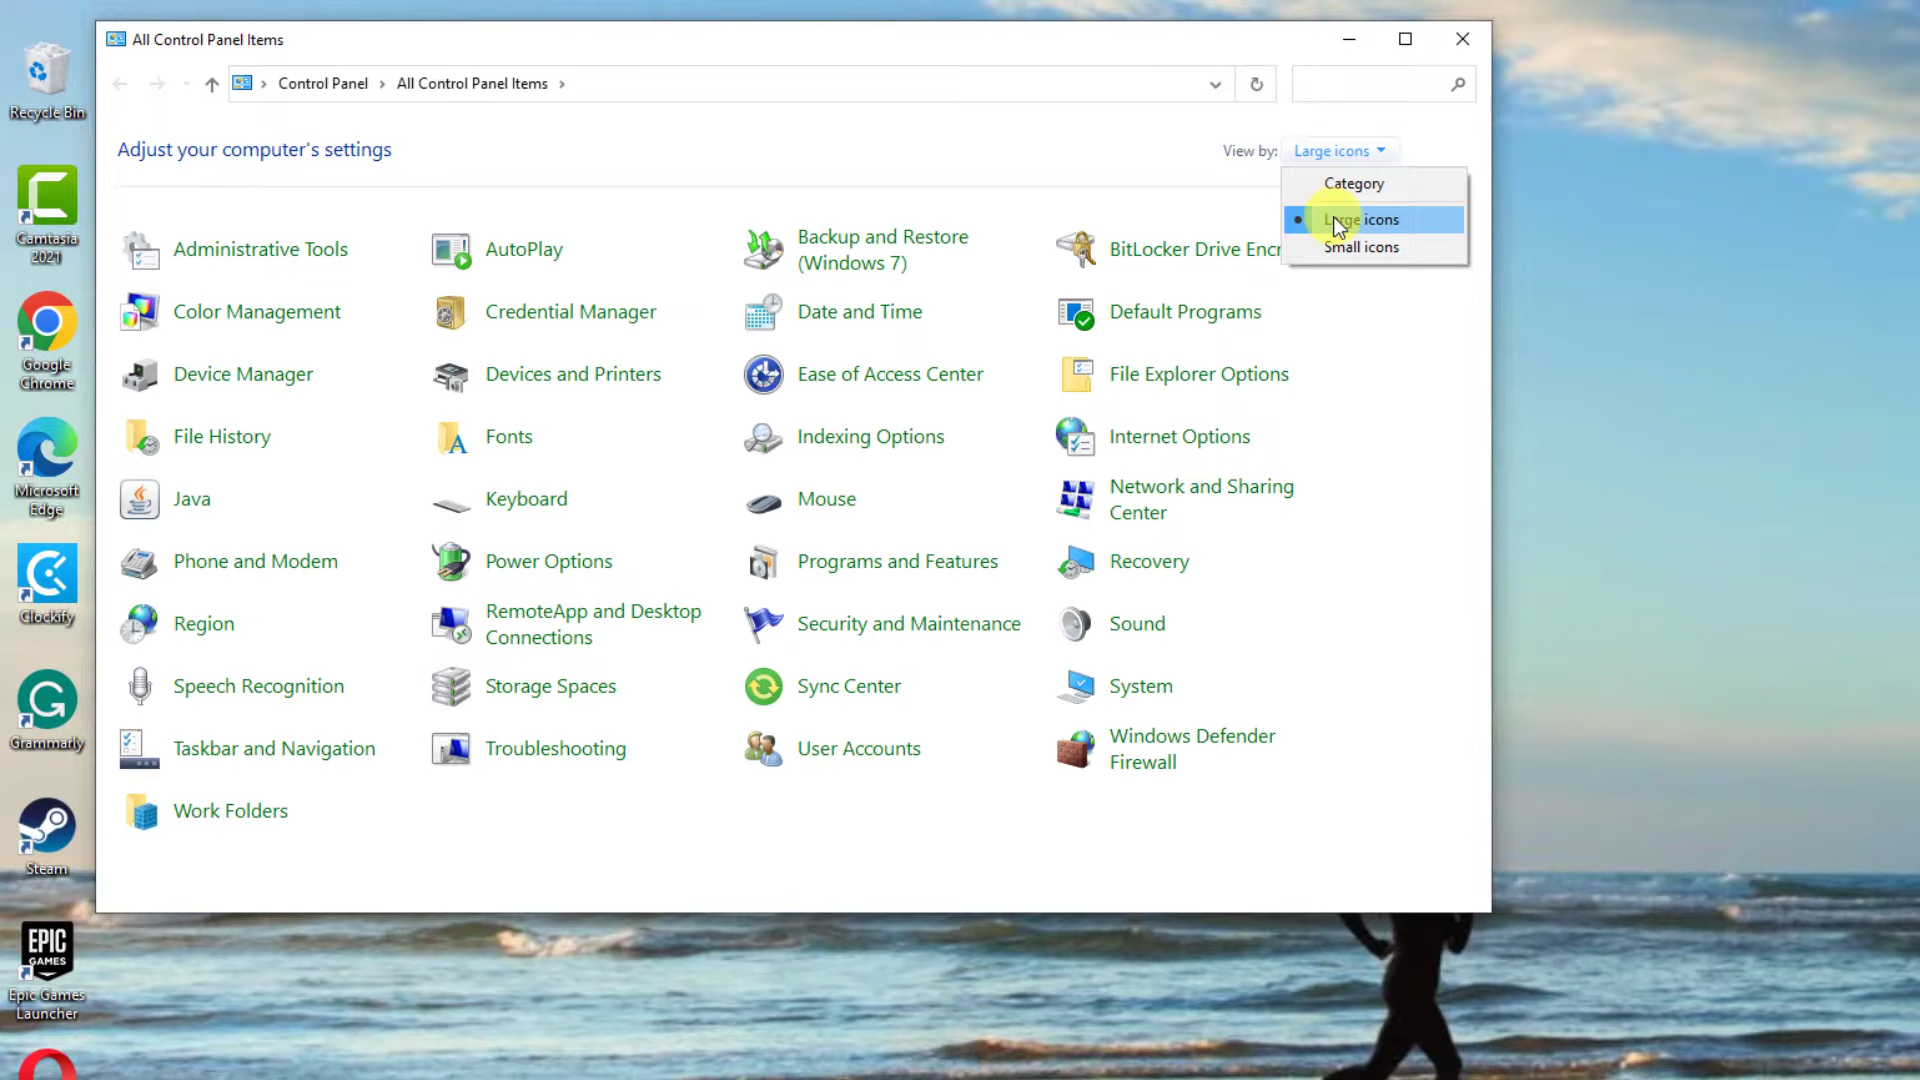 All Control Panel Items
Control Panel
All Control Panel Items
Adjust your computer's settings
View by: Large icons
Category
Large icons
Small icons
Administrative Tools
AutoPlay
Backup and Restore
(Windows 7)
BitLocker Drive Encr
Color Management
Credential Manager
Date and Time
Default Programs
Device Manager
Devices and Printers
Ease of Access Center
File Explorer Options
File History
Fonts
Indexing Options
Internet Options
Java
Keyboard
Mouse
Network and Sharing
Center
Phone and Modem
Power Options
Programs and Features
Recovery
Region
RemoteApp and Desktop
Connections
Security and Maintenance
Sound
Speech Recognition
Storage Spaces
Sync Center
System
Taskbar and Navigation
Troubleshooting
User Accounts
Windows Defender
Firewall
Work Folders
Recycle Bin
Camtasia
2021
Google
Chrome
Microsoft
Edge
Clockify
Grammarly
Steam
EPIC
GAMES
Epic Games
Launcher